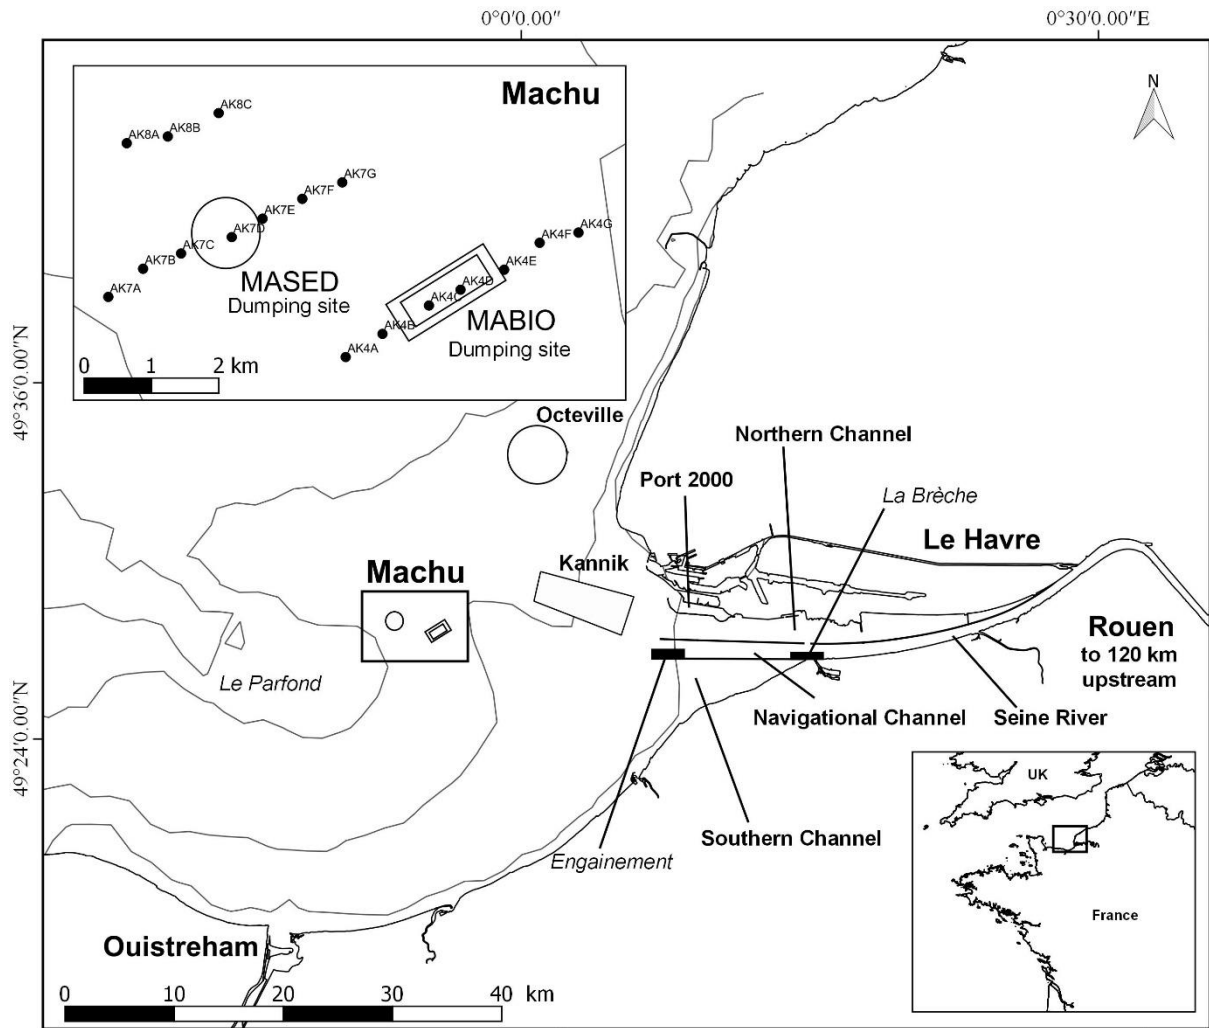 0°0′0.00″
0°30′0.00″E
Machu
AK8C
AK8A
AK8B
AK7G
AK7F
AK7E
AK7D
AK7C
AK7B
AK7A
AK4G
AK4F
AK4E
AK4D
AK4C
AK4B
AK4A
MASED
Dumping site
MABIO
Dumping site
0 1 2 km
N
49°36′0.00″N
Octeville
Northern Channel
Port 2000
La Brèche
Le Havre
Kannik
Machu
Rouen
to 120 km
upstream
Le Parfond
Navigational Channel
Seine River
49°24′0.00″N
Southern Channel
Engainement
UK
France
Ouistreham
0 10 20 30 40 km